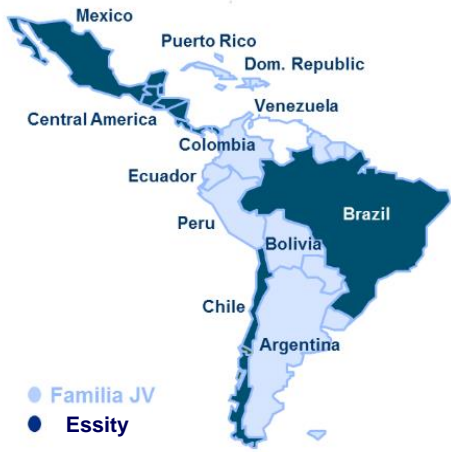 Mexico
Puerto Rico
Dom. Republic
Venezuela
Central America
Colombia
Ecuador
Peru
Brazil
Bolivia
Chile
Argentina
Familia JV
Essity